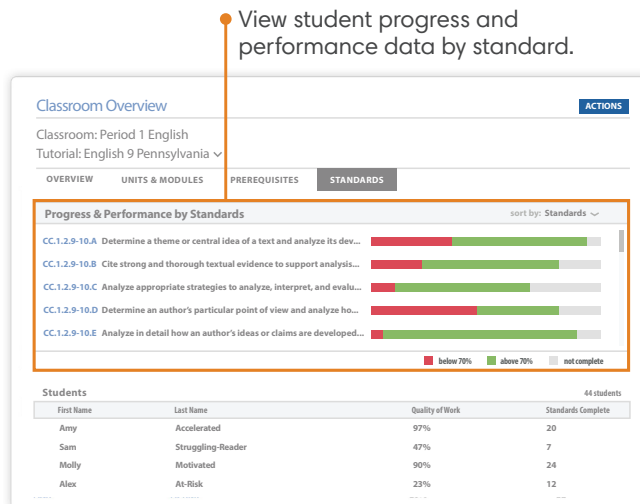 View student progress and
performance data by standard.
Classroom Overview
ACTIONS
Classroom: Period 1 English
Tutorial: English 9 Pennsylvania
OVERVIEW UNITS & MODULES PREREQUISITES STANDARDS
Progress & Performance by Standards sort by: Standards
CC.1.2.9-10.A Determine a theme or central idea of a text and analyze its dev...
CC.1.2.9-10.B Cite strong and thorough textual evidence to support analysis...
CC.1.2.9-10.C Analyze appropriate strategies to analyze, interpret, and evalu...
CC.1.2.9-10.D Determine an author's particular point of view and analyze ho...
CC.1.2.9-10.E Analyze in detail how an author's ideas or claims are developed...
below 70% above 70% not complete
Students 44 students
First Name Last Name Quality of Work Standards Complete
Amy Accelerated 97% 20
Sam Struggling-Reader 47% 7
Molly Motivated 90% 24
Alex At-Risk 23% 12